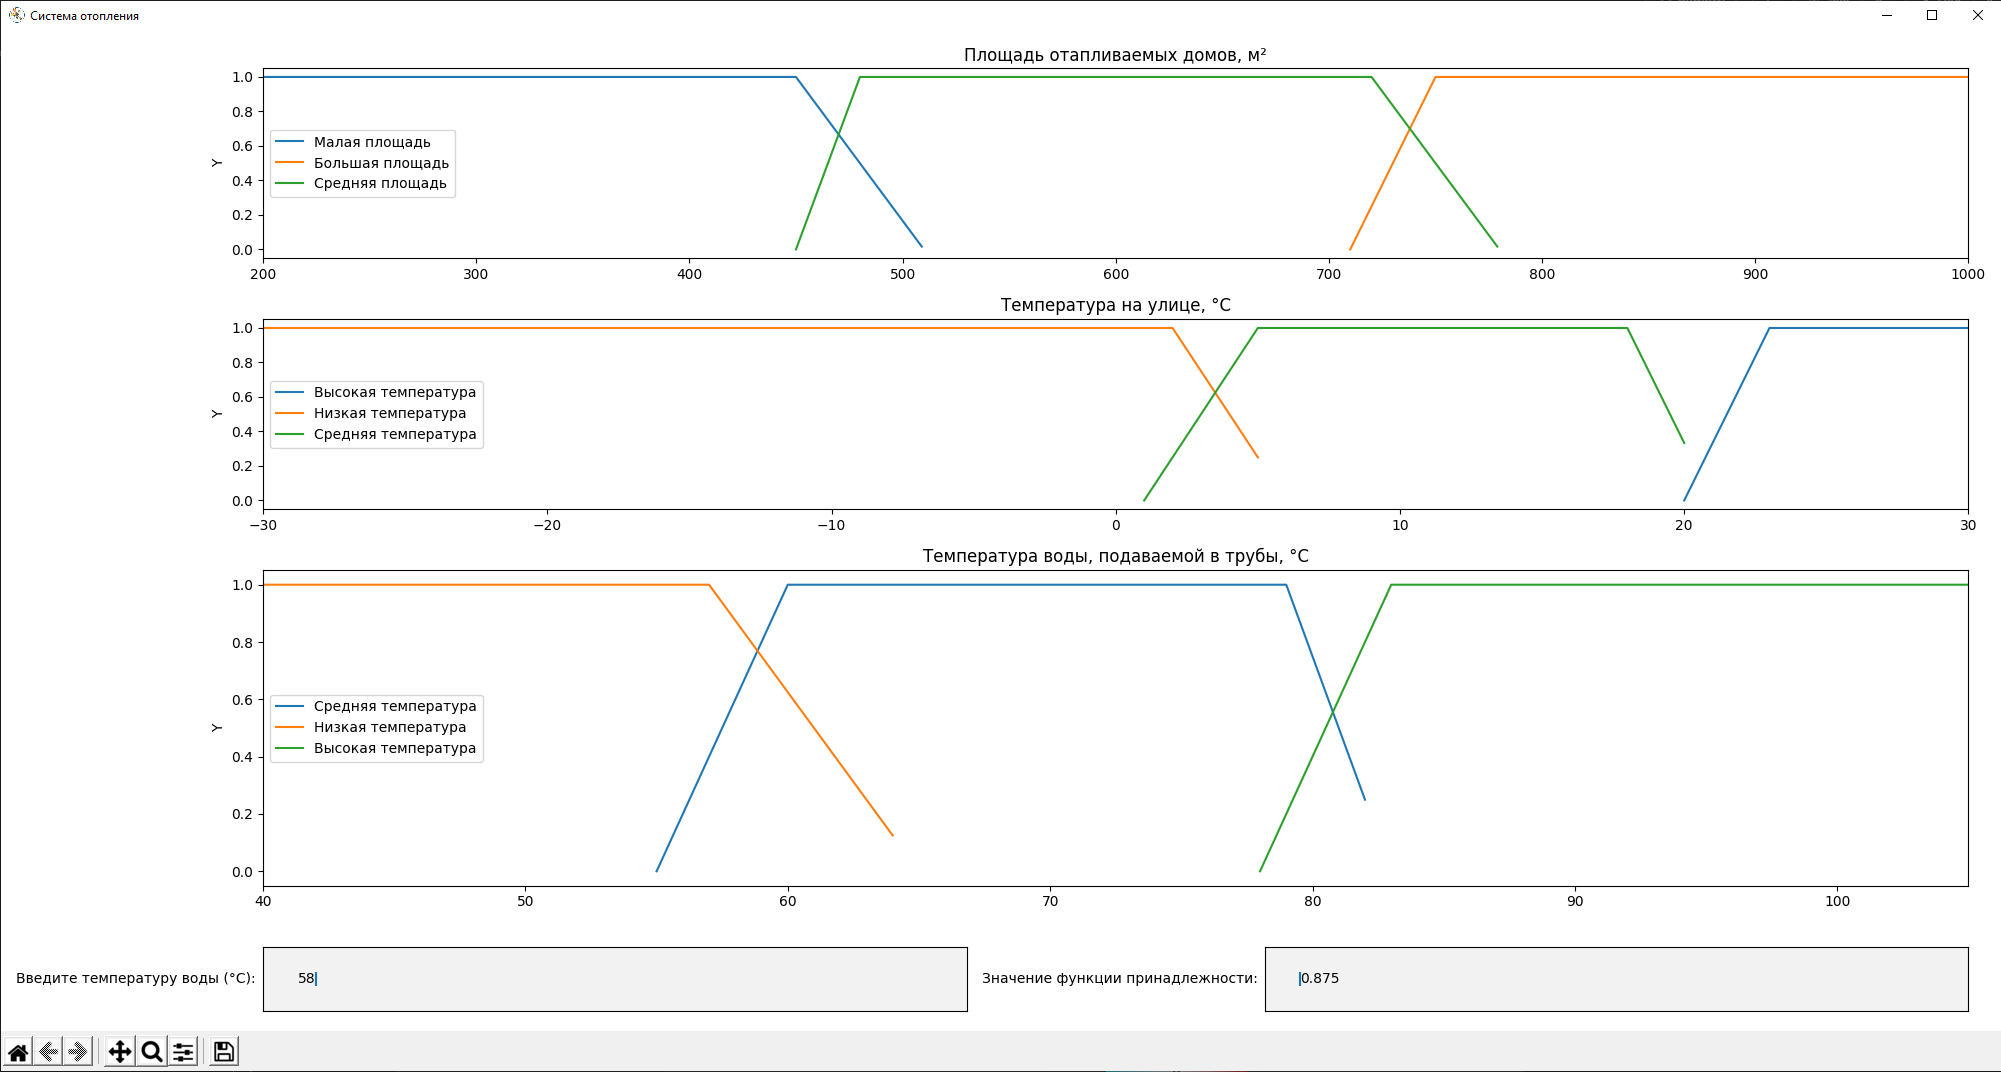 Система отопления
Площадь отапливаемых домов, м²
1.0
0.8
0.6
0.4
0.2
0.0
Y
Малая площадь
Большая площадь
Средняя площадь
200 300 400 500 600 700 800 900 1000
Температура на улице, °C
1.0
0.8
0.6
0.4
0.2
0.0
Y
Высокая температура
Низкая температура
Средняя температура
−30 −20 −10 0 10 20 30
Температура воды, подаваемой в трубы, °C
1.0
0.8
0.6
0.4
0.2
0.0
Y
Средняя температура
Низкая температура
Высокая температура
40 50 60 70 80 90 100
Введите температуру воды (°C): 58 Значение функции принадлежности: 0.875